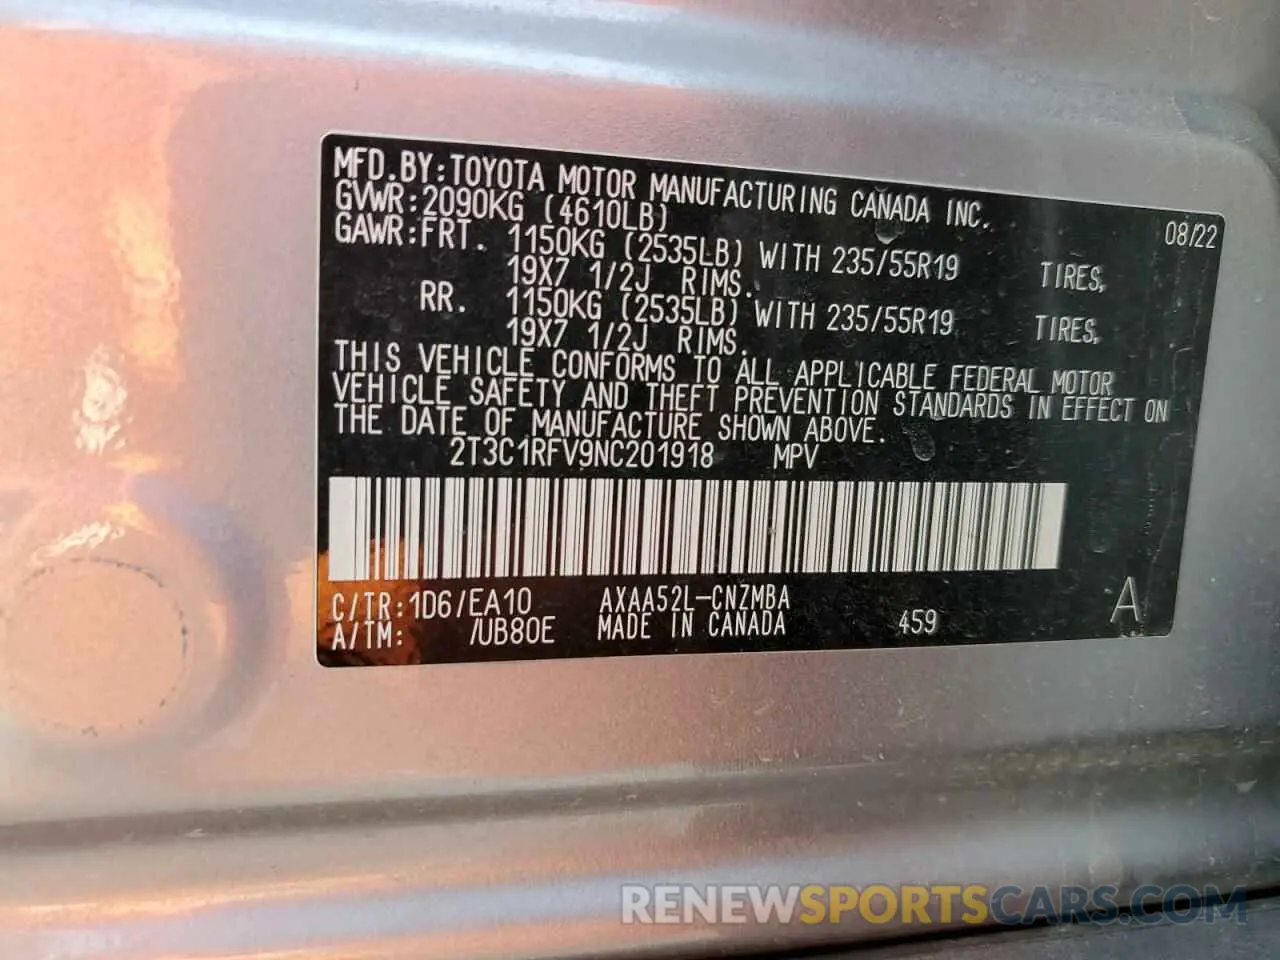 MFD.BY:TOYOTA MOTOR MANUFACTURING CANADA INC. 08/22
GVWR:2090KG (4610LB)
GAWR:FRT. 1150KG (2535LB) WITH 235/55R19 TIRES,
19X7 1/2J RIMS.
RR. 1150KG (2535LB) WITH 235/55R19 TIRES,
19X7 1/2J RIMS.
THIS VEHICLE CONFORMS TO ALL APPLICABLE FEDERAL MOTOR
VEHICLE SAFETY AND THEFT PREVENTION STANDARDS IN EFFECT ON
THE DATE OF MANUFACTURE SHOWN ABOVE.
2T3C1RFV9NC201918 MPV
C/TR:1D6/EA10 AXAA52L-CNZMBA
A/TM: /UB80E MADE IN CANADA 459 A
RENEWSPORTSCARS.COM